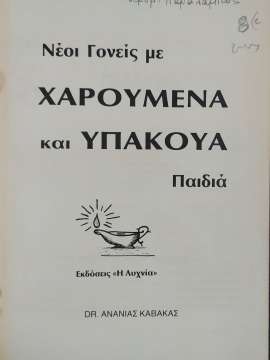 Νέοι Γονείς με
ΧΑΡΟΥΜΕΝΑ
και ΥΠΑΚΟΥΑ
Παιδιά
Εκδόσεις «Η Λυχνία»
DR. ΑΝΑΝΙΑΣ ΚΑΒΑΚΑΣ